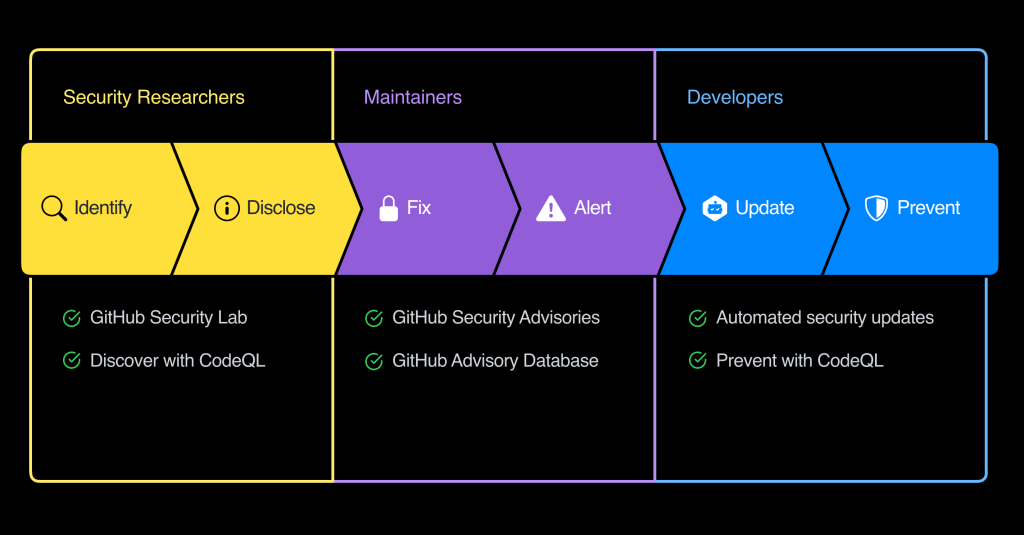 Security Researchers
Maintainers
Developers
Identify
Disclose
Fix
Alert
Update
Prevent
GitHub Security Lab
Discover with CodeQL
GitHub Security Advisories
GitHub Advisory Database
Automated security updates
Prevent with CodeQL